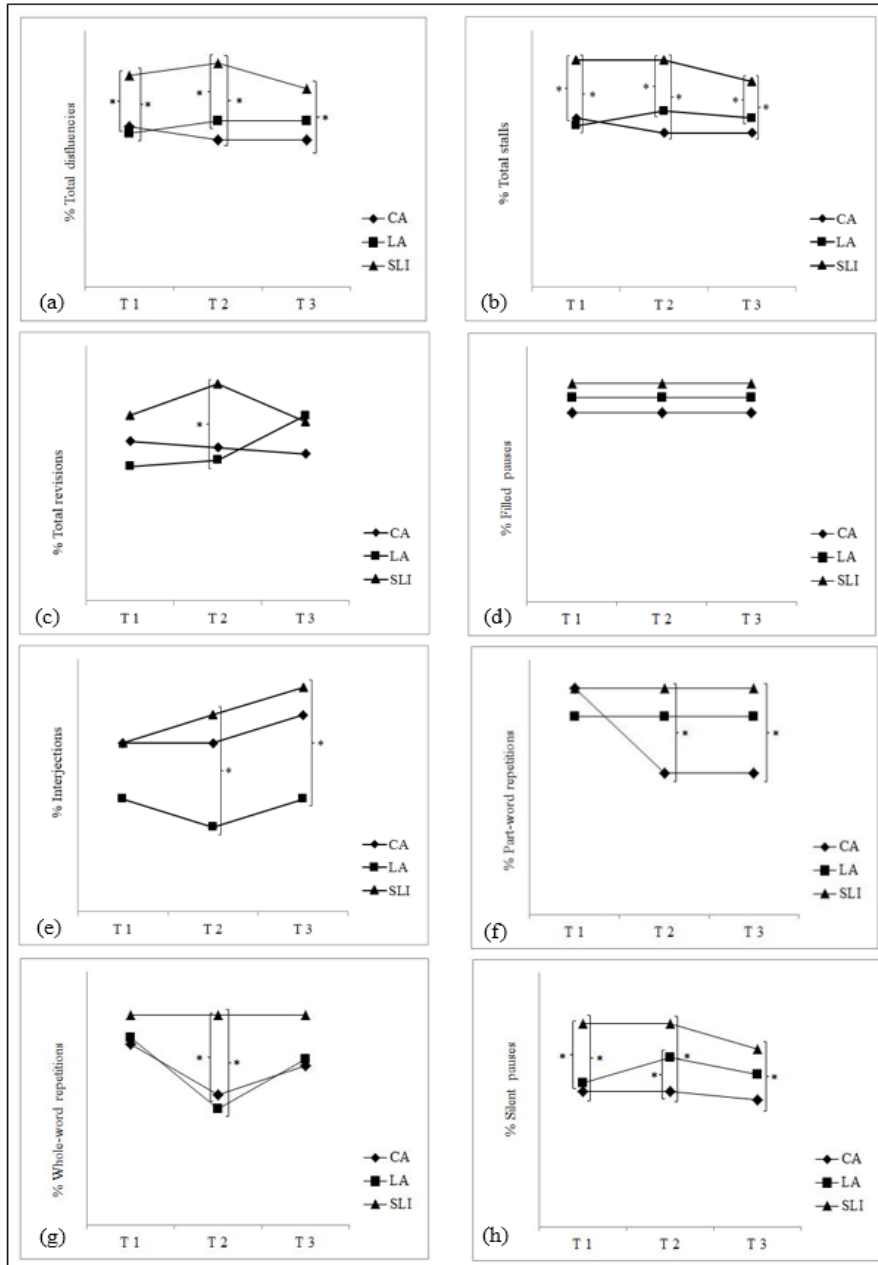 % Total disfluencies
*
*
*
*
*
CA
LA
SLI
(a)
T 1
T 2
T 3
% Total stalls
*
*
*
*
*
*
CA
LA
SLI
(b)
T 1
T 2
T 3
% Total revisions
*
CA
LA
SLI
(c)
T 1
T 2
T 3
% Filled pauses
CA
LA
SLI
(d)
T 1
T 2
T 3
% Interjections
*
*
CA
LA
SLI
(e)
T 1
T 2
T 3
% Part-word repetitions
*
*
CA
LA
SLI
(f)
T 1
T 2
T 3
% Whole-word repetitions
*
*
CA
LA
SLI
(g)
T 1
T 2
T 3
% Silent pauses
*
*
*
*
*
CA
LA
SLI
(h)
T 1
T 2
T 3